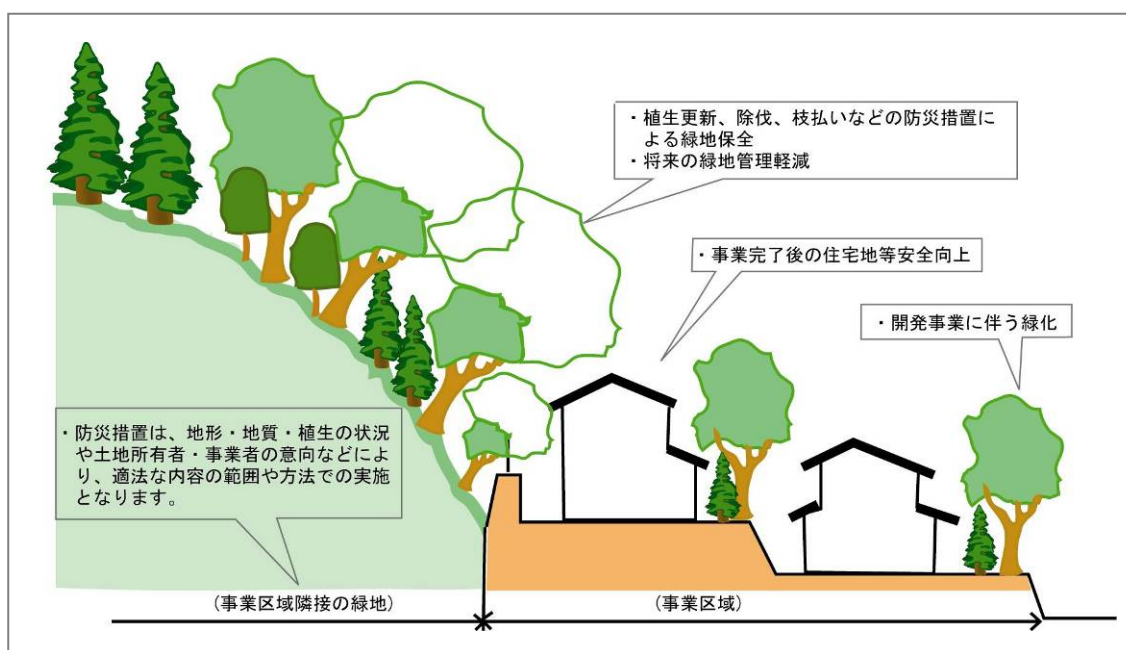 ・植生更新、除伐、枝払いなどの防災措置に
よる緑地保全
・将来の緑地管理軽減
・事業完了後の住宅地等安全向上
・開発事業に伴う緑化
・防災措置は、地形・地質・植生の状況
や土地所有者・事業者の意向などによ
り、適法な内容の範囲や方法での実施
となります。
(事業区域隣接の緑地)
(事業区域)